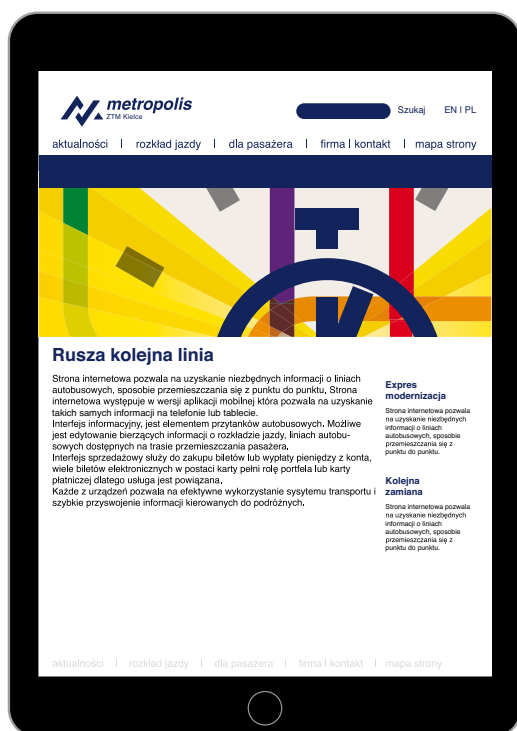 metropolis
ZTM Kielce
Szukaj EN | PL
aktualności | rozkład jazdy | dla pasażera | firma | kontakt | mapa strony
Rusza kolejna linia
Strona internetowa pozwala na uzyskanie niezbędnych informacji o liniach
autobusowych, sposobie przemieszczania się z punktu do punktu, Strona
internetowa występuje w wersji aplikacji mobilnej która pozwala na uzyskanie
takich samych informacji na telefonie lub tablecie.
Interfejs informacyjny, jest elementem przytanków autobusowych. Możliwe
jest edytowanie bierzących informacji o rozkładzie jazdy, liniach autobu-
sowych dostępnych na trasie przemieszczania pasażera.
Interfejs sprzedażowy służy do zakupu biletów lub wypłaty pieniędzy z konta,
wiele biletów elektronicznych w postaci karty pełni rolę portfela lub karty
płatniczej dlatego usługa jest powiązana.
Każde z urządzeń pozwala na efektywne wykorzystanie sysytemu transportu i
szybkie przyswojenie informacji kierowanych do podróżnych.
Expres
modernizacja
Strona internetowa pozwala
na uzyskanie niezbędnych
informacji o liniach
autobusowych, sposobie
przemieszczania się z
punktu do punktu.
Kolejna
zamiana
Strona internetowa pozwala
na uzyskanie niezbędnych
informacji o liniach
autobusowych, sposobie
przemieszczania się z
punktu do punktu.
aktualności | rozkład jazdy | dla pasażera | firma | kontakt | mapa strony